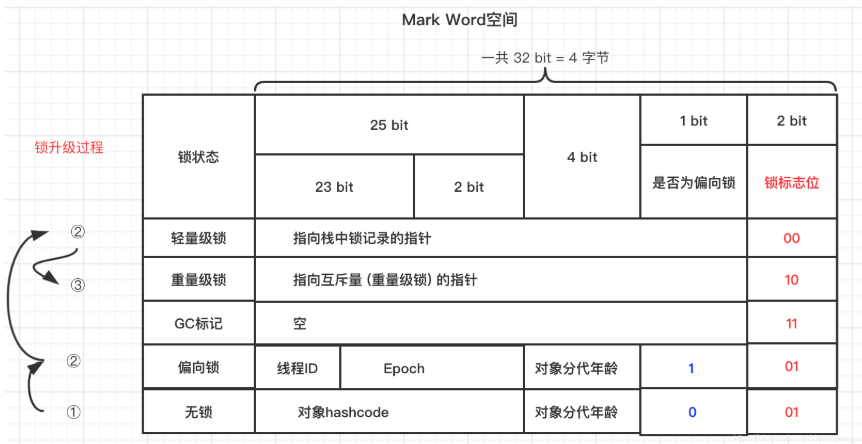 Mark Word空间
一共 32 bit = 4 字节
锁升级过程
锁状态
25 bit
4 bit
1 bit
2 bit
23 bit
2 bit
是否为偏向锁
锁标志位
②
轻量级锁
指向栈中锁记录的指针
00
③
重量级锁
指向互斥量 (重量级锁) 的指针
10
GC标记
空
11
②
偏向锁
线程ID
Epoch
对象分代年龄
1
01
①
无锁
对象hashcode
对象分代年龄
0
01